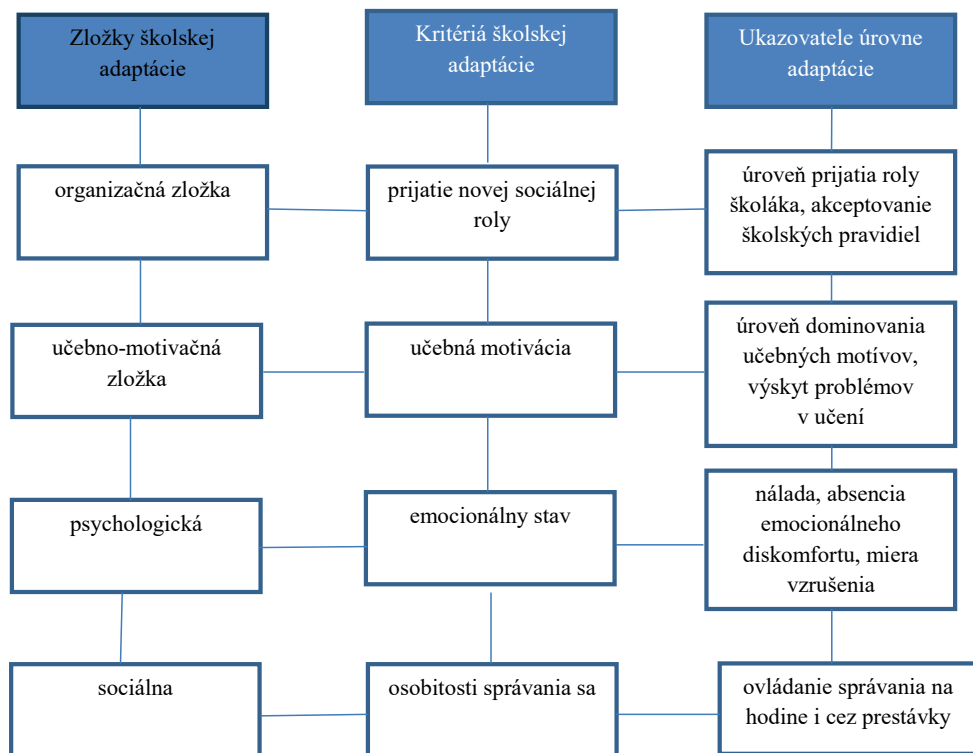 Zložky školskej
adaptácie
Kritériá školskej
adaptácie
Ukazovatele úrovne
adaptácie
organizačná zložka
prijatie novej sociálnej
roly
úroveň prijatia roly
školáka, akceptovanie
školských pravidiel
učebno-motivačná
zložka
učebná motivácia
úroveň dominovania
učebných motívov,
výskyt problémov
v učení
psychologická
emocionálny stav
nálada, absencia
emocionálneho
diskomfortu, miera
vzrušenia
sociálna
osobitosti správania sa
ovládanie správania na
hodine i cez prestávky